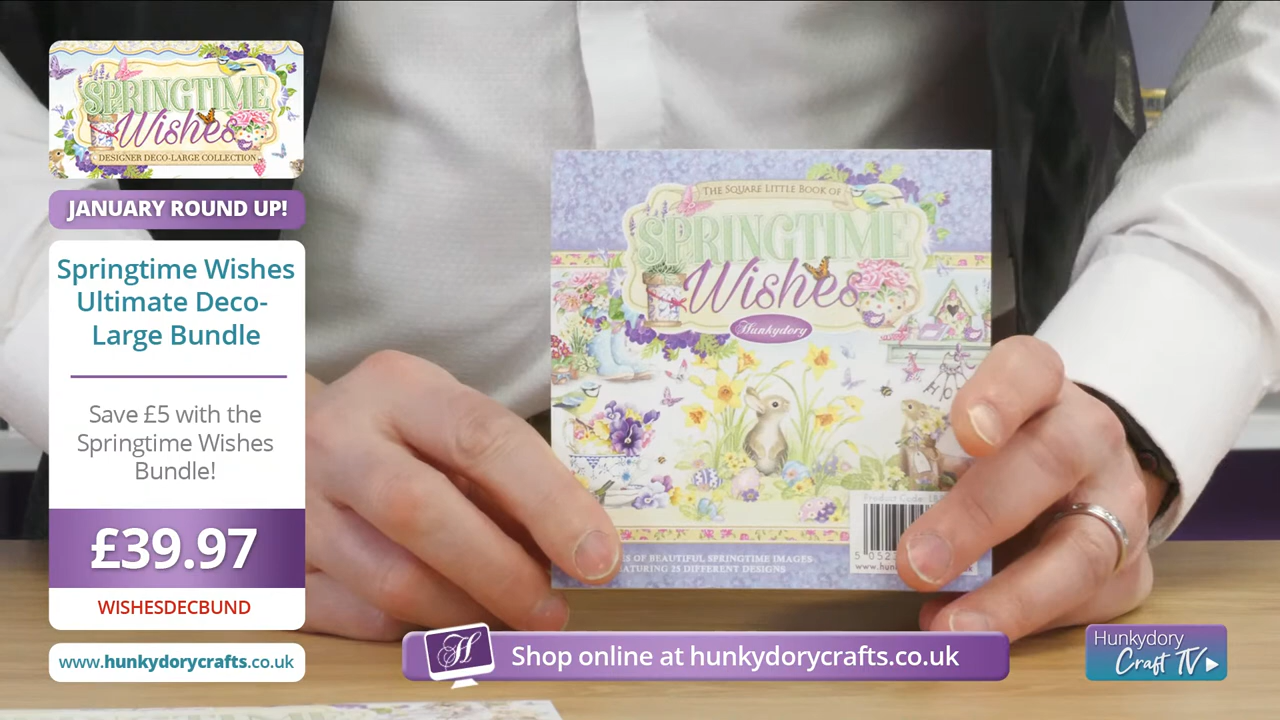 SPRINGTIME
Wishes
DESIGNER DECO-LARGE COLLECTION
JANUARY ROUND UP!
Springtime Wishes
Ultimate Deco-
Large Bundle
Save £5 with the
Springtime Wishes
Bundle!
£39.97
WISHESDECBUND
www.hunkydorycrafts.co.uk
THE SQUARE LITTLE BOOK OF
SPRINGTIME
Wishes
Hunkydory
OF BEAUTIFUL SPRINGTIME IMAGES
25 DIFFERENT DESIGNS
Product Code
Shop online at hunkydorycrafts.co.uk
Hunkydory
Craft TV